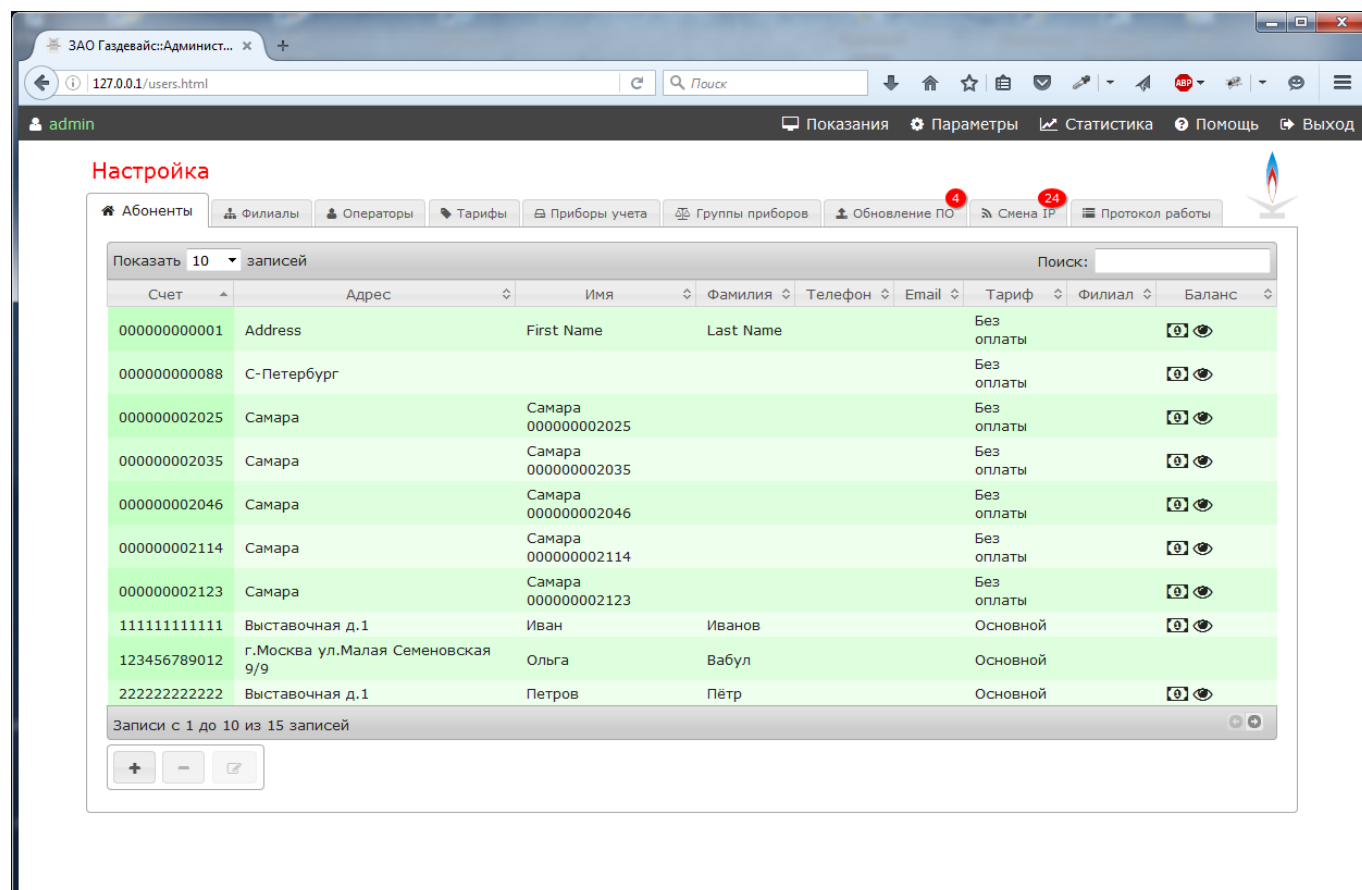 ЗАО Газдевайс::Админист...
127.0.0.1/users.html
Поиск
ABP
admin
Показания Параметры Статистика Помощь Выход
Настройка
Абоненты Филиалы Операторы Тарифы Приборы учета Группы приборов Обновление ПО 4 Смена IP 24 Протокол работы
Показать 10 записей Поиск:
Счет Адрес Имя Фамилия Телефон Email Тариф Филиал Баланс
000000000001 Address First Name Last Name Без
оплаты
000000000088 С-Петербург Без
оплаты
000000002025 Самара Самара
000000002025 Без
оплаты
000000002035 Самара Самара
000000002035 Без
оплаты
000000002046 Самара Самара
000000002046 Без
оплаты
000000002114 Самара Самара
000000002114 Без
оплаты
000000002123 Самара Самара
000000002123 Без
оплаты
111111111111 Выставочная д.1 Иван Иванов Основной
123456789012 г.Москва ул.Малая Семеновская
9/9 Ольга Вабул Основной
222222222222 Выставочная д.1 Петров Пётр Основной
Записи с 1 до 10 из 15 записей